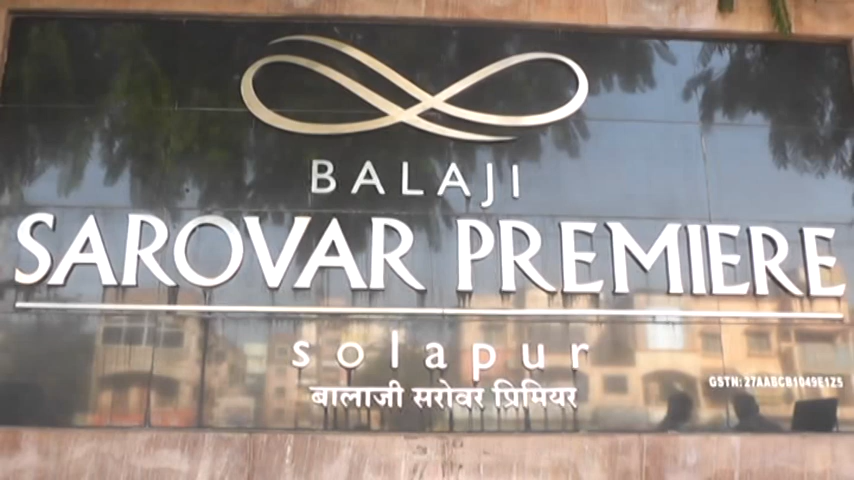 BALAJI
SAROVAR PREMIERE
solapur
बालाजी सरोवर प्रिमियर
GSTN: 27AABCB1049E1Z5